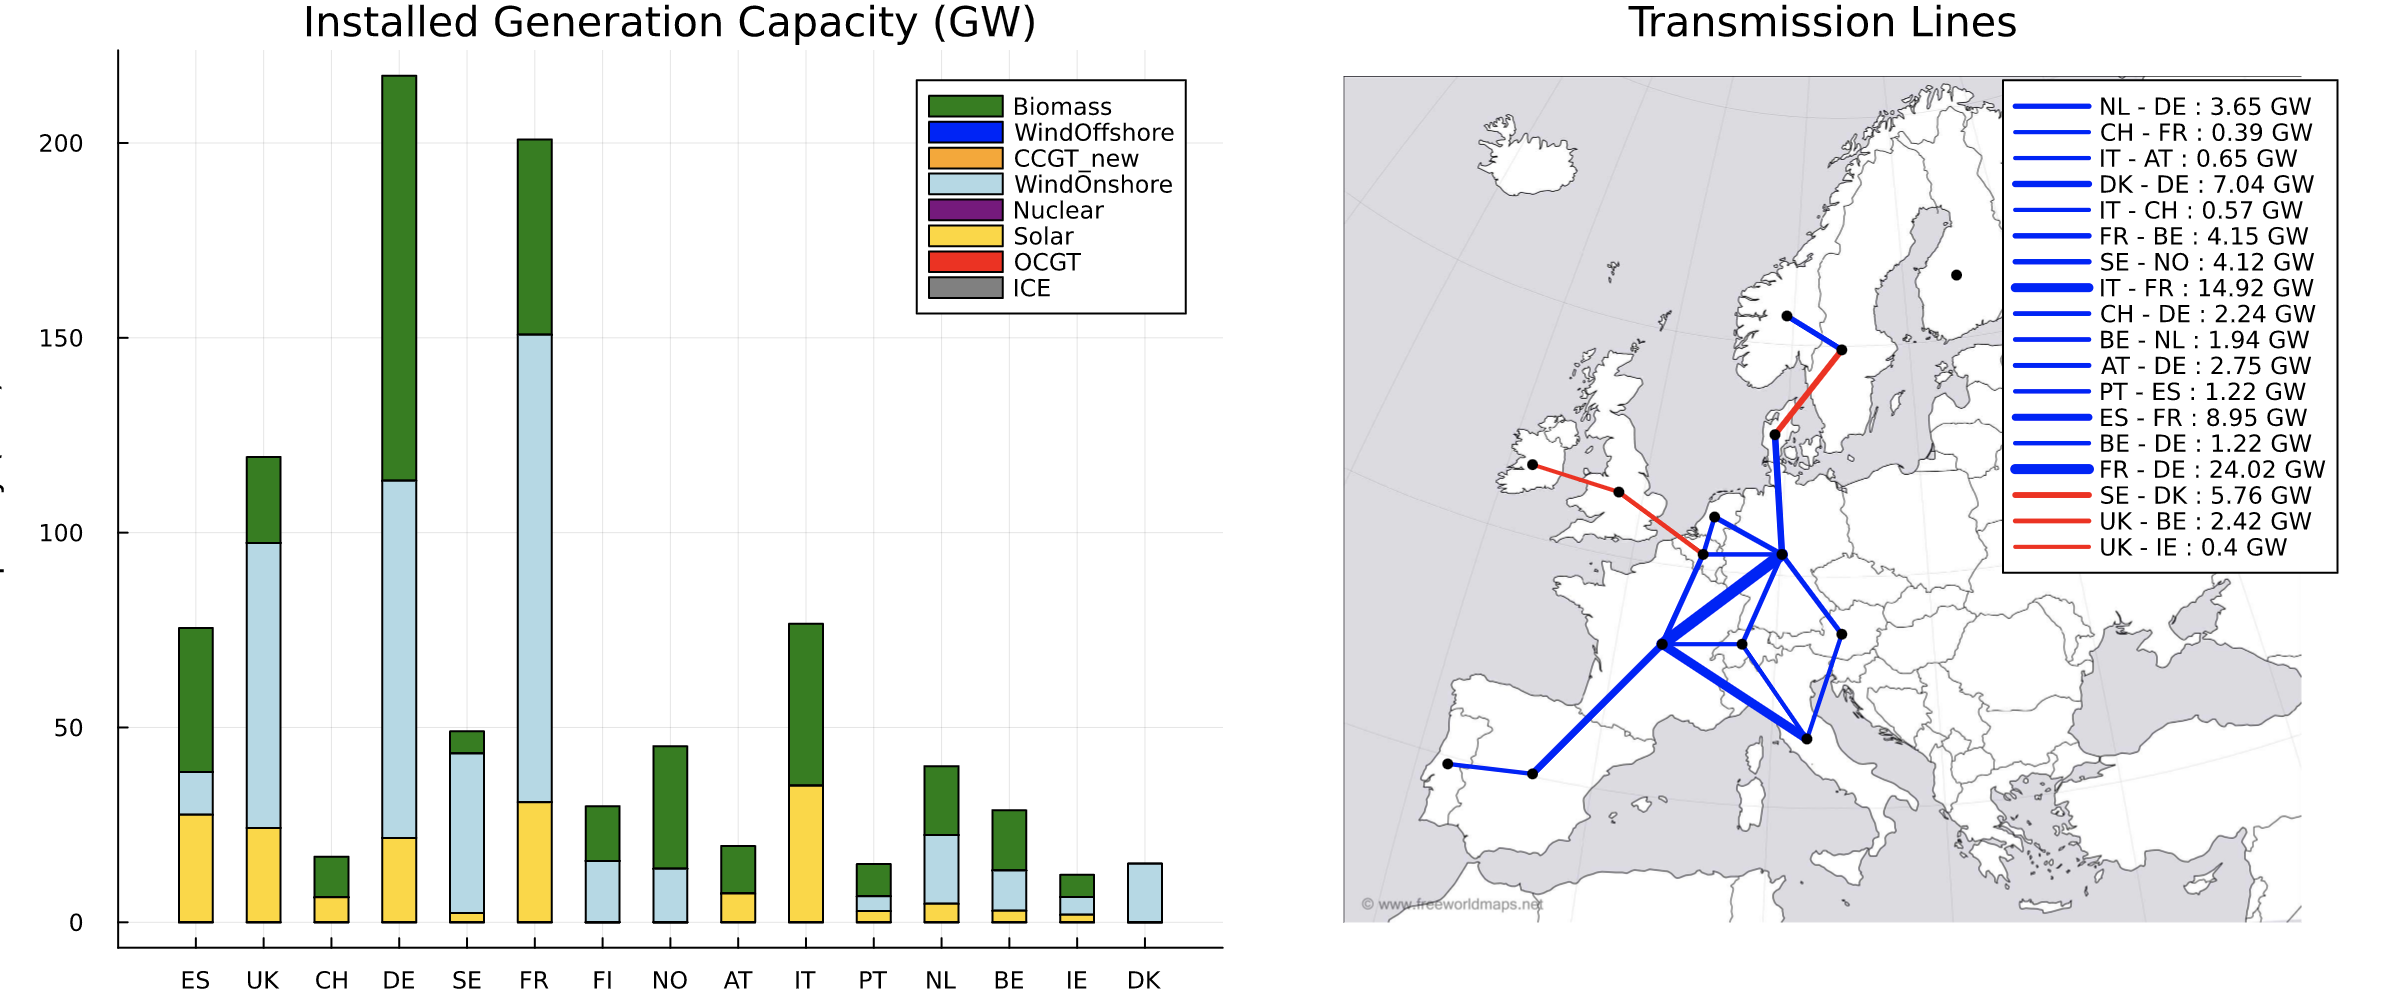 Installed Generation Capacity (GW)
200
150
100
50
0
ES UK CH DE SE FR FI NO AT IT PT NL BE IE DK
Biomass
WindOffshore
CCGT_new
WindOnshore
Nuclear
Solar
OCGT
ICE
Transmission Lines
NL - DE : 3.65 GW
CH - FR : 0.39 GW
IT - AT : 0.65 GW
DK - DE : 7.04 GW
IT - CH : 0.57 GW
FR - BE : 4.15 GW
SE - NO : 4.12 GW
IT - FR : 14.92 GW
CH - DE : 2.24 GW
BE - NL : 1.94 GW
AT - DE : 2.75 GW
PT - ES : 1.22 GW
ES - FR : 8.95 GW
BE - DE : 1.22 GW
FR - DE : 24.02 GW
SE - DK : 5.76 GW
UK - BE : 2.42 GW
UK - IE : 0.4 GW
© www.freeworldmaps.net